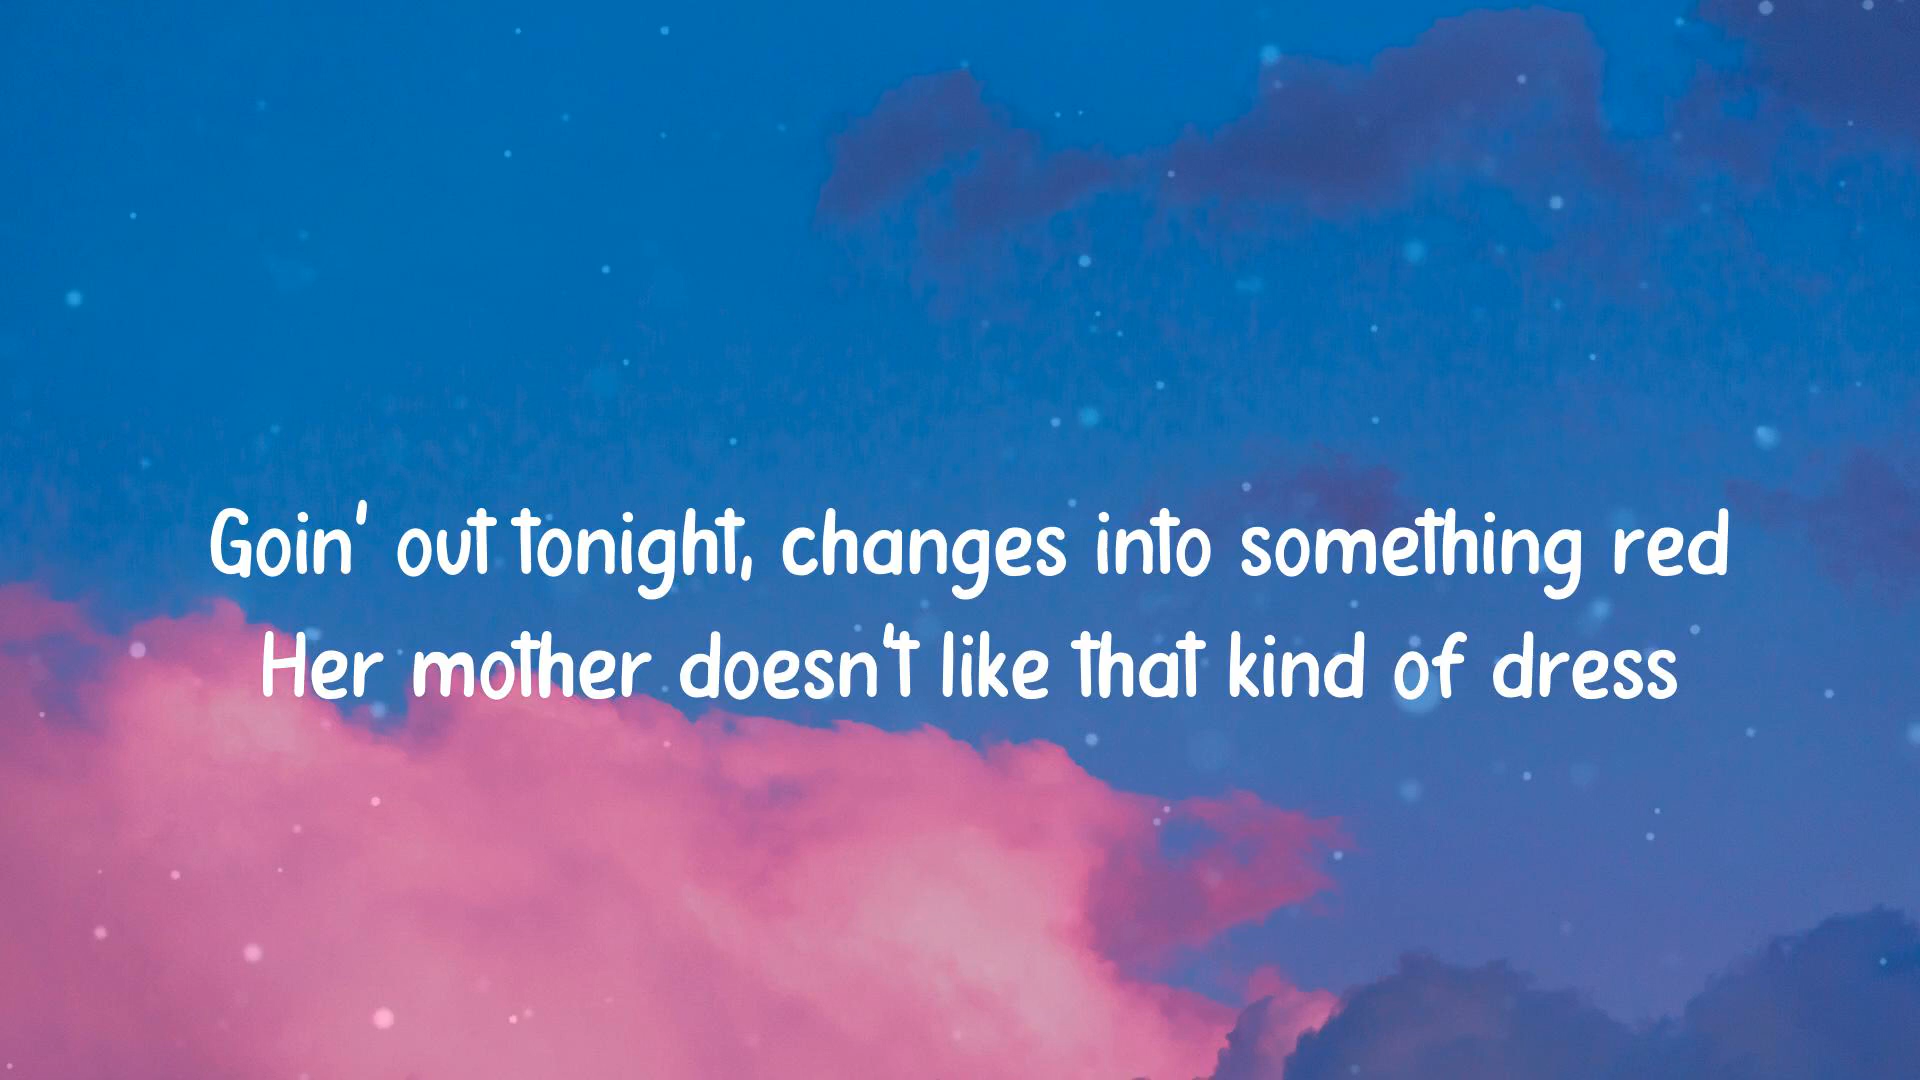 Goin' out tonight, changes into something red
Her mother doesn't like that kind of dress